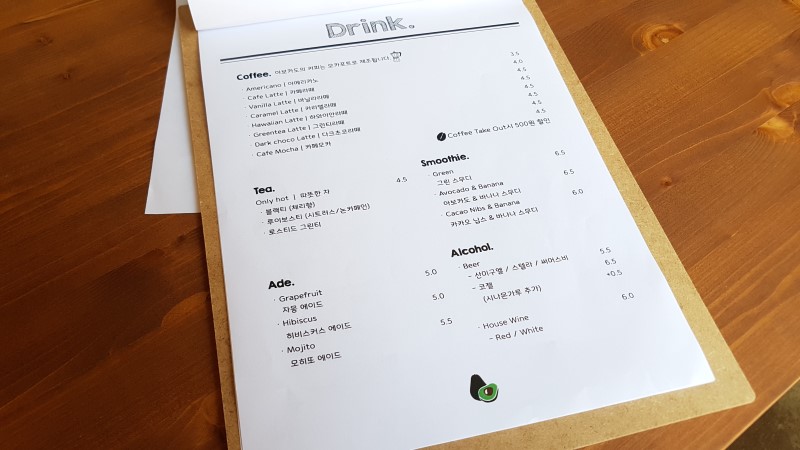 Drink.
Coffee. 아보카도의 커피는 모카포트로 제조됩니다.
· Americano | 아메리카노 3.5
· Cafe Latte | 카페라떼 4.0
· Vanilla Latte | 바닐라라떼 4.5
· Caramel Latte | 카라멜라떼 4.5
· Hawaiian Latte | 하와이안라떼 4.5
· Greentea Latte | 그린티라떼 4.5
· Dark choco Latte | 다크초코라떼 4.5
· Cafe Mocha | 카페모카 4.5
Coffee Take Out시 500원 할인
Tea.
Only hot | 따뜻한 차 4.5
· 블랙티 (체리향)
· 루이보스티 (시트러스/논카페인)
· 로스티드 그린티
Ade.
· Grapefruit 5.0
자몽 에이드
· Hibiscus 5.0
히비스커스 에이드
· Mojito 5.5
모히또 에이드
Smoothie.
· Green 6.5
그린 스무디
· Avocado & Banana 6.5
아보카도 & 바나나 스무디
· Cacao Nibs & Banana 6.0
카카오 닙스 & 바나나 스무디
Alcohol.
· Beer
– 산미구엘 / 스텔라 / 써머스비 5.5
– 코젤 6.5
(시나몬가루 추가) +0.5
· House Wine 6.0
– Red / White